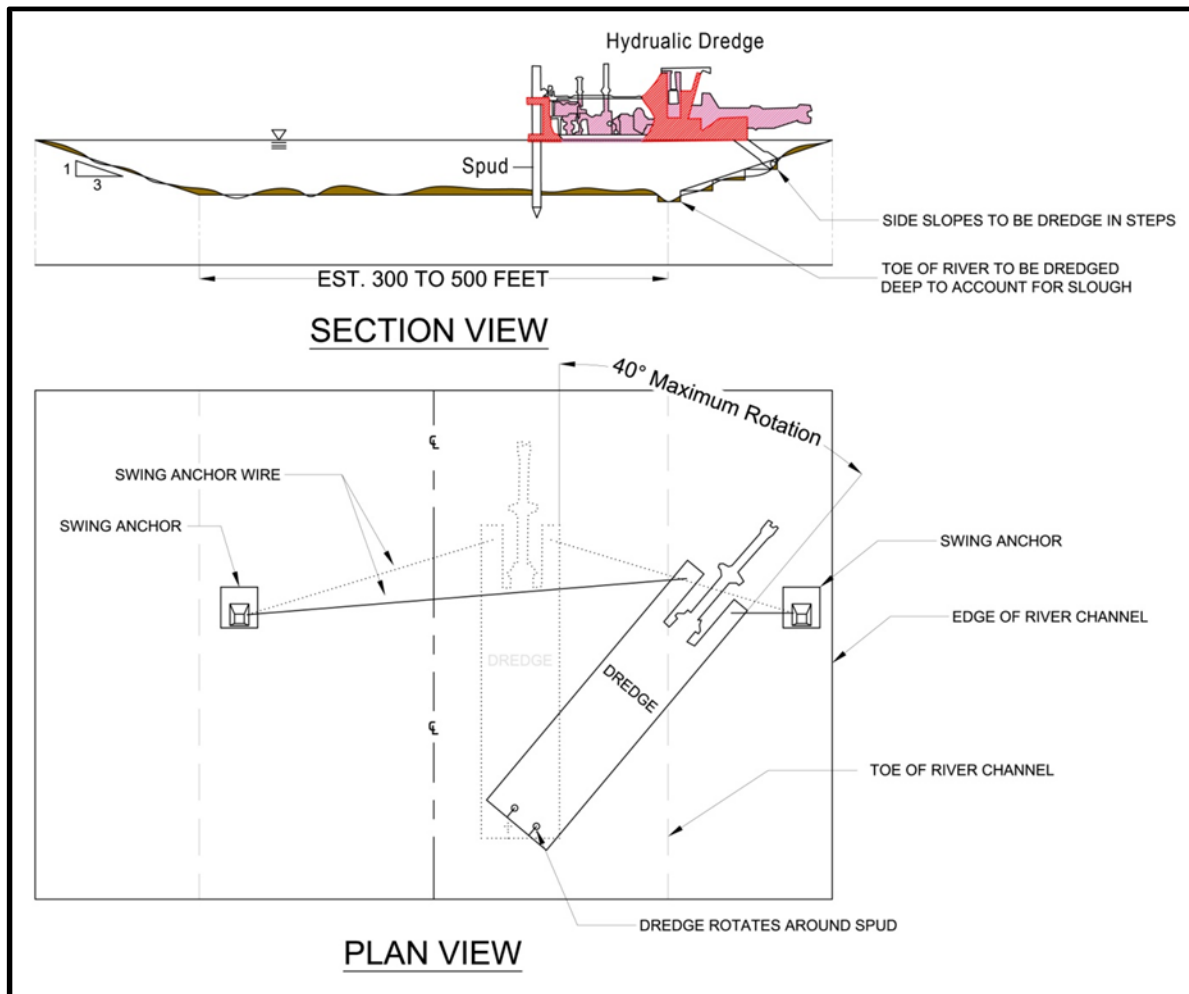 Hydrualic Dredge
Spud
1
3
SIDE SLOPES TO BE DREDGE IN STEPS
EST. 300 TO 500 FEET
TOE OF RIVER TO BE DREDGED
DEEP TO ACCOUNT FOR SLOUGH
SECTION VIEW
40° Maximum Rotation
℄
SWING ANCHOR WIRE
SWING ANCHOR
SWING ANCHOR
EDGE OF RIVER CHANNEL
DREDGE
DREDGE
℄
TOE OF RIVER CHANNEL
DREDGE ROTATES AROUND SPUD
PLAN VIEW